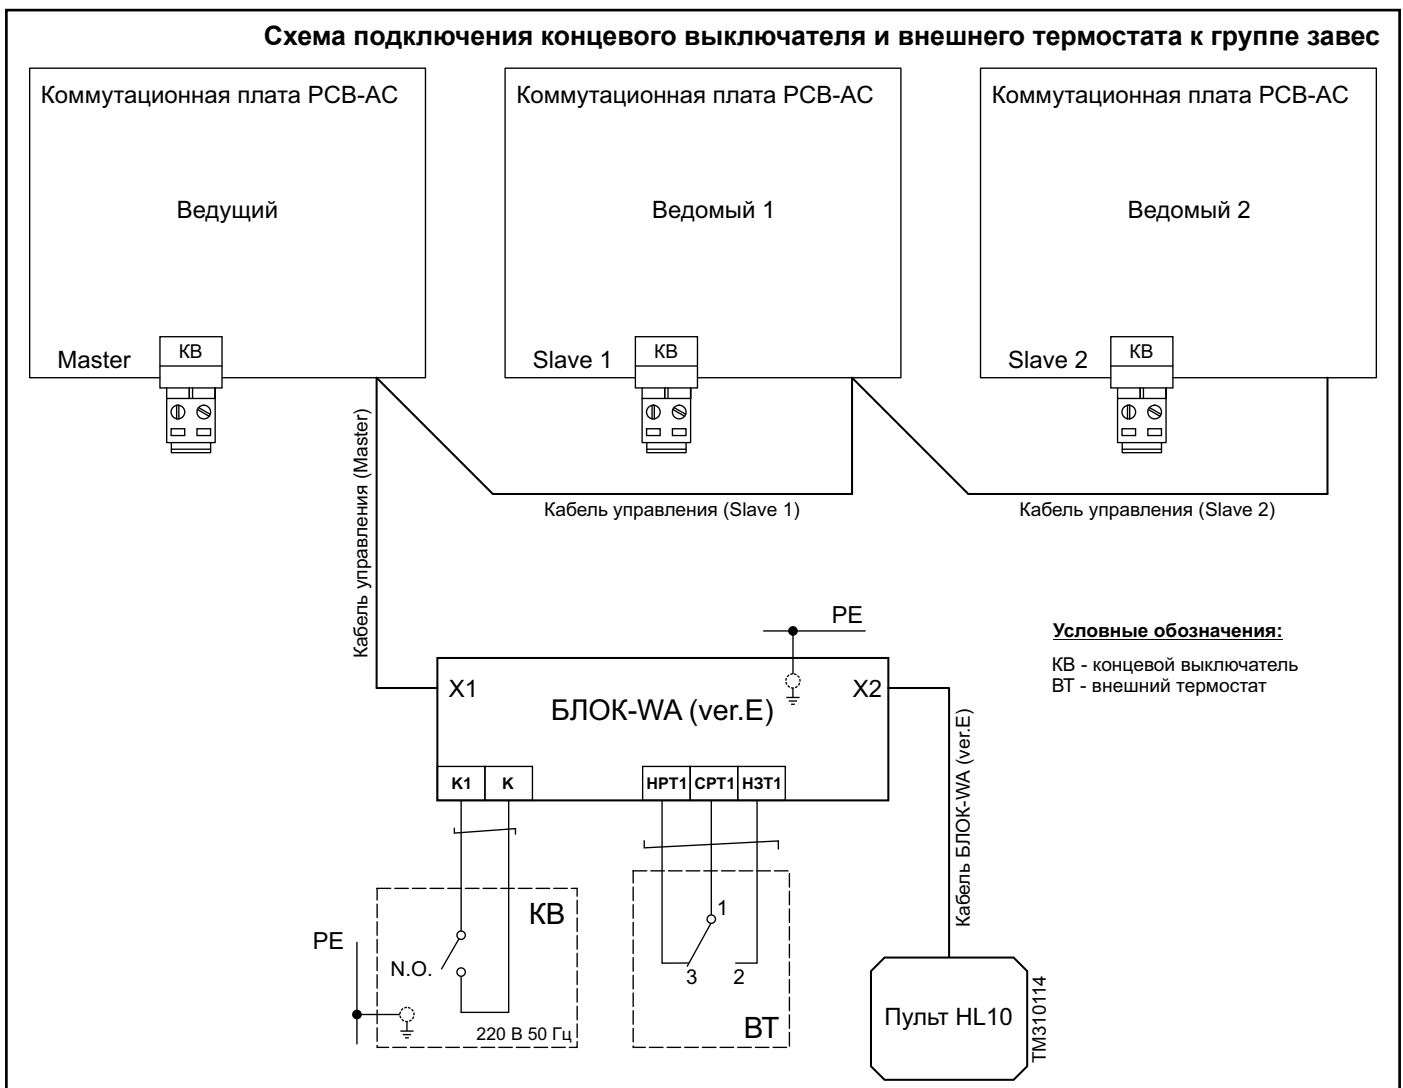 Схема подключения концевого выключателя и внешнего термостата к группе завес
Коммутационная плата PCB-AC
Коммутационная плата PCB-AC
Коммутационная плата PCB-AC
Ведущий
Ведомый 1
Ведомый 2
Master
КВ
Slave 1
КВ
Slave 2
КВ
Кабель управления (Master)
Кабель управления (Slave 1)
Кабель управления (Slave 2)
PE
Условные обозначения:
КВ - концевой выключатель
ВТ - внешний термостат
X1
БЛОК-WA (ver.E)
X2
K1
K
НРТ1
СРТ1
НЗТ1
Кабель БЛОК-WA (ver.E)
КВ
PE
N.O.
220 В 50 Гц
1
3
2
ВТ
Пульт HL10
TM310114